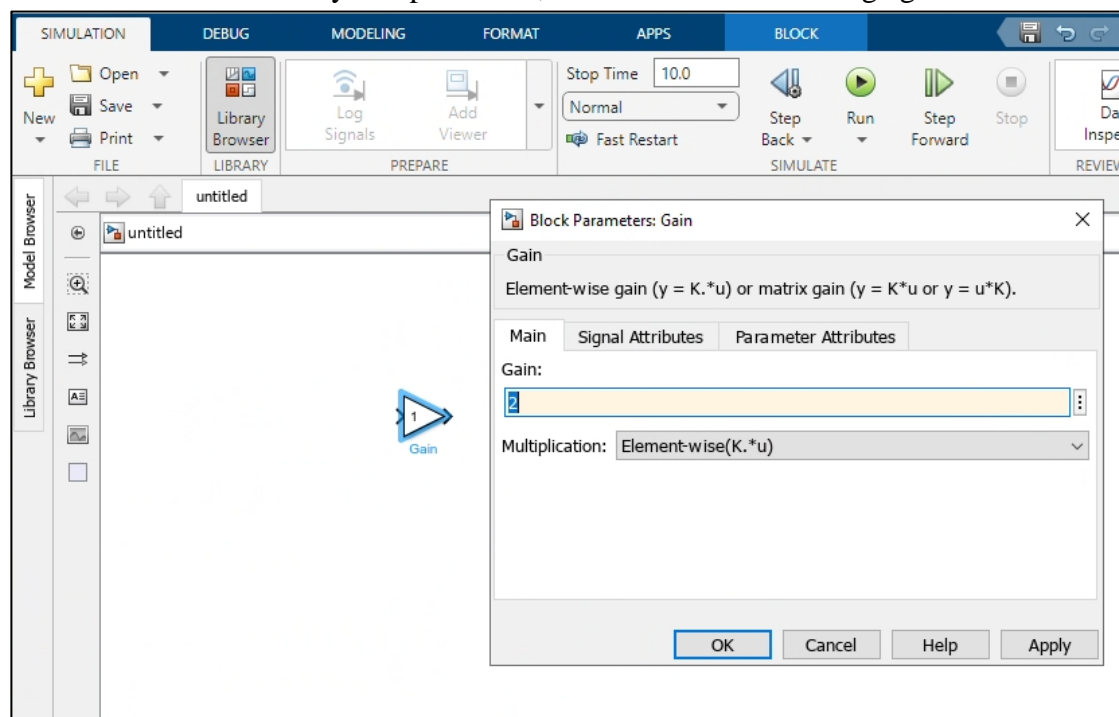 SIMULATION DEBUG MODELING FORMAT APPS BLOCK
New
Open
Save
Print
FILE
Library
Browser
LIBRARY
Log
Signals
Add
Viewer
PREPARE
Stop Time 10.0
Normal
Fast Restart
Step
Back
Run
Step
Forward
Stop
SIMULATE
Da
Inspe
REVIEW
Model Browser
Library Browser
untitled
untitled
1
Gain
Block Parameters: Gain
Gain
Element-wise gain (y = K.*u) or matrix gain (y = K*u or y = u*K).
Main Signal Attributes Parameter Attributes
Gain:
2
Multiplication: Element-wise(K.*u)
OK Cancel Help Apply